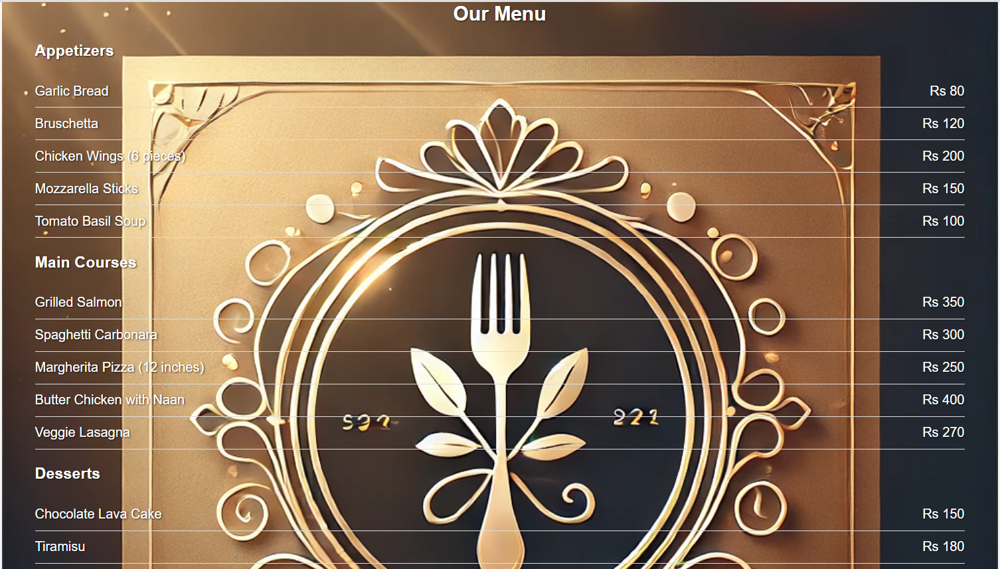 Our Menu
Appetizers
Garlic Bread Rs 80
Bruschetta Rs 120
Chicken Wings (6 pieces) Rs 200
Mozzarella Sticks Rs 150
Tomato Basil Soup Rs 100
Main Courses
Grilled Salmon Rs 350
Spaghetti Carbonara Rs 300
Margherita Pizza (12 inches) Rs 250
Butter Chicken with Naan Rs 400
Veggie Lasagna Rs 270
Desserts
Chocolate Lava Cake Rs 150
Tiramisu Rs 180